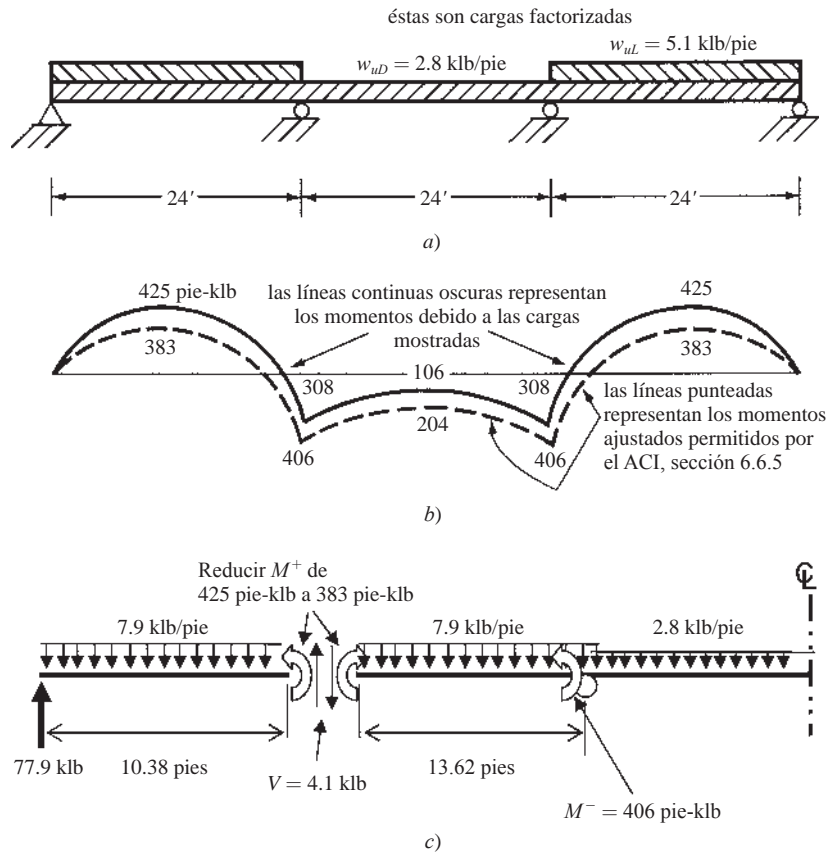 éstas son cargas factorizadas
w_uL = 5.1 klb/pie
w_uD = 2.8 klb/pie
24′ 24′ 24′
a)
425 pie-klb
las líneas continuas oscuras representan
los momentos debido a las cargas
mostradas
425
383
106
383
308
308
las líneas punteadas
representan los momentos
ajustados permitidos por
el ACI, sección 6.6.5
204
406
406
b)
Reducir M⁺ de
425 pie-klb a 383 pie-klb
CL
7.9 klb/pie
7.9 klb/pie
2.8 klb/pie
77.9 klb
10.38 pies
V = 4.1 klb
13.62 pies
M⁻ = 406 pie-klb
c)